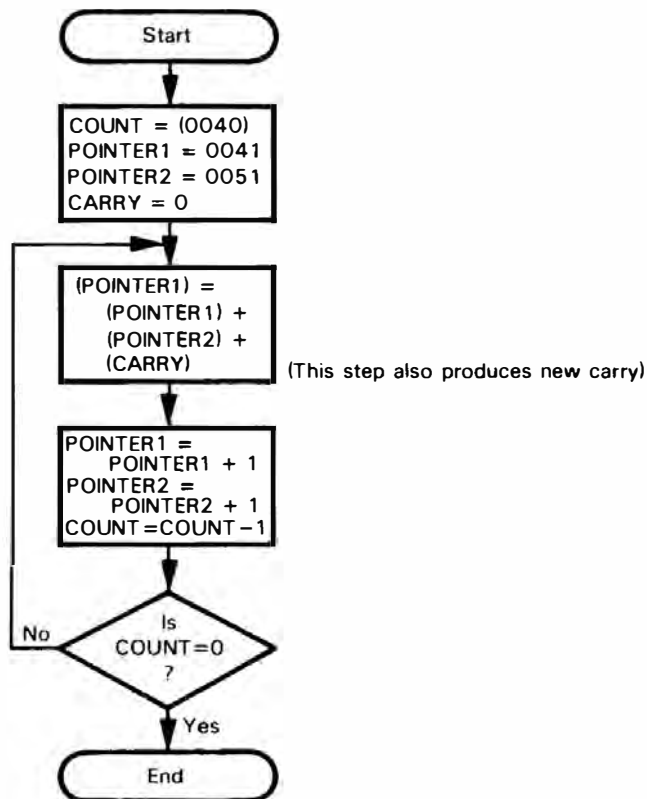 Start
COUNT = (0040)
POINTER1 = 0041
POINTER2 = 0051
CARRY = 0
(POINTER1) =
(POINTER1) +
(POINTER2) +
(CARRY)
(This step also produces new carry)
POINTER1 =
POINTER1 + 1
POINTER2 =
POINTER2 + 1
COUNT=COUNT-1
Is
COUNT=0
?
No
Yes
End